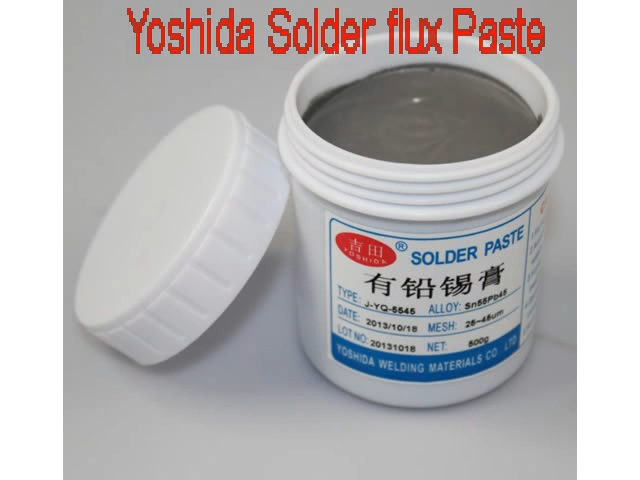 Yoshida Solder flux Paste
吉田
YOSHIDA
®
SOLDER PASTE
有铅锡膏
TYPE: J-YQ-5545 ALLOY: Sn55Pb45
DATE: 2013/10/18 MESH: 25-45um
LOT NO: 20131018 NET: 500g
YOSHIDA WELDING MATERIALS CO. LTD